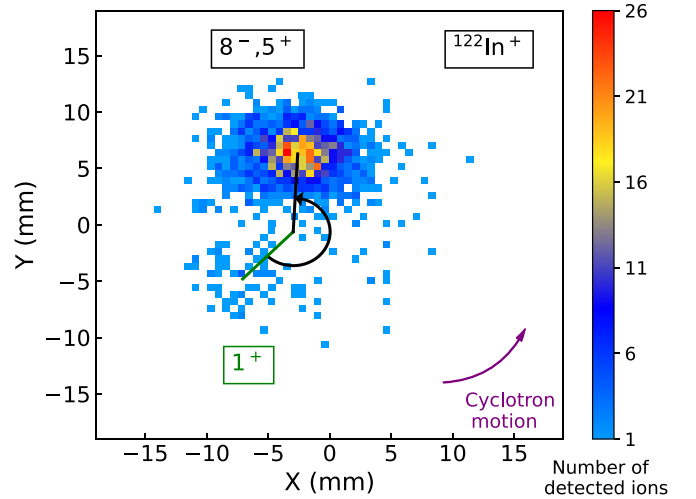 8⁻,5⁺
¹²²In⁺
26
21
16
11
6
1
15
10
5
0
−5
−10
−15
Y (mm)
1⁺
Cyclotron
motion
−15 −10 −5 0 5 10 15
X (mm)
Number of
detected ions